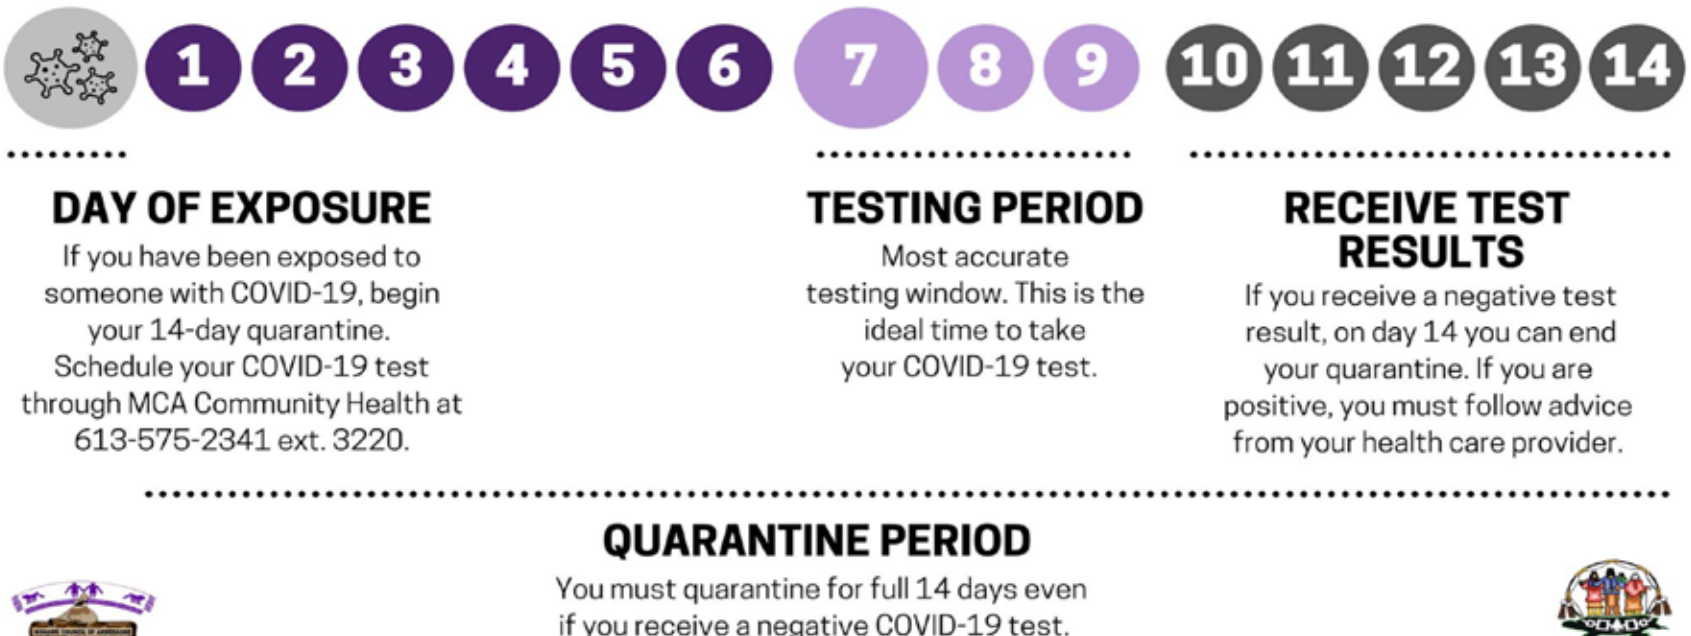 1 2 3 4 5 6 7 8 9 10 11 12 13 14
DAY OF EXPOSURE
If you have been exposed to
someone with COVID-19, begin
your 14-day quarantine.
Schedule your COVID-19 test
through MCA Community Health at
613-575-2341 ext. 3220.
TESTING PERIOD
Most accurate
testing window. This is the
ideal time to take
your COVID-19 test.
RECEIVE TEST
RESULTS
If you receive a negative test
result, on day 14 you can end
your quarantine. If you are
positive, you must follow advice
from your health care provider.
QUARANTINE PERIOD
You must quarantine for full 14 days even
if you receive a negative COVID-19 test.
MOHAWK COUNCIL OF AKWESASNE